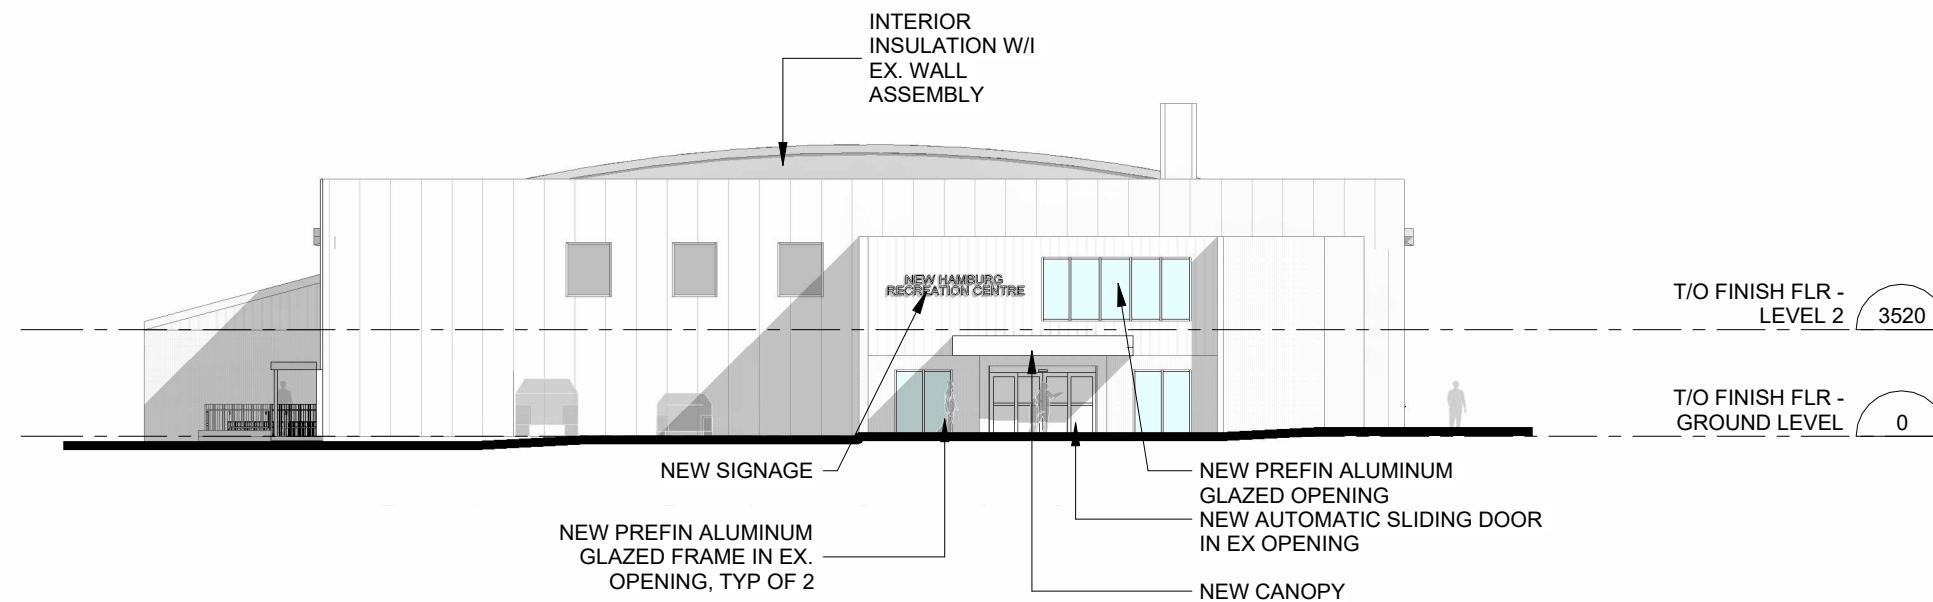 INTERIOR
INSULATION W/I
EX. WALL
ASSEMBLY
NEW HAMBURG
RECREATION CENTRE
T/O FINISH FLR -
LEVEL 2
3520
T/O FINISH FLR -
GROUND LEVEL
0
NEW SIGNAGE
NEW PREFIN ALUMINUM
GLAZED FRAME IN EX.
OPENING, TYP OF 2
NEW PREFIN ALUMINUM
GLAZED OPENING
NEW AUTOMATIC SLIDING DOOR
IN EX OPENING
NEW CANOPY